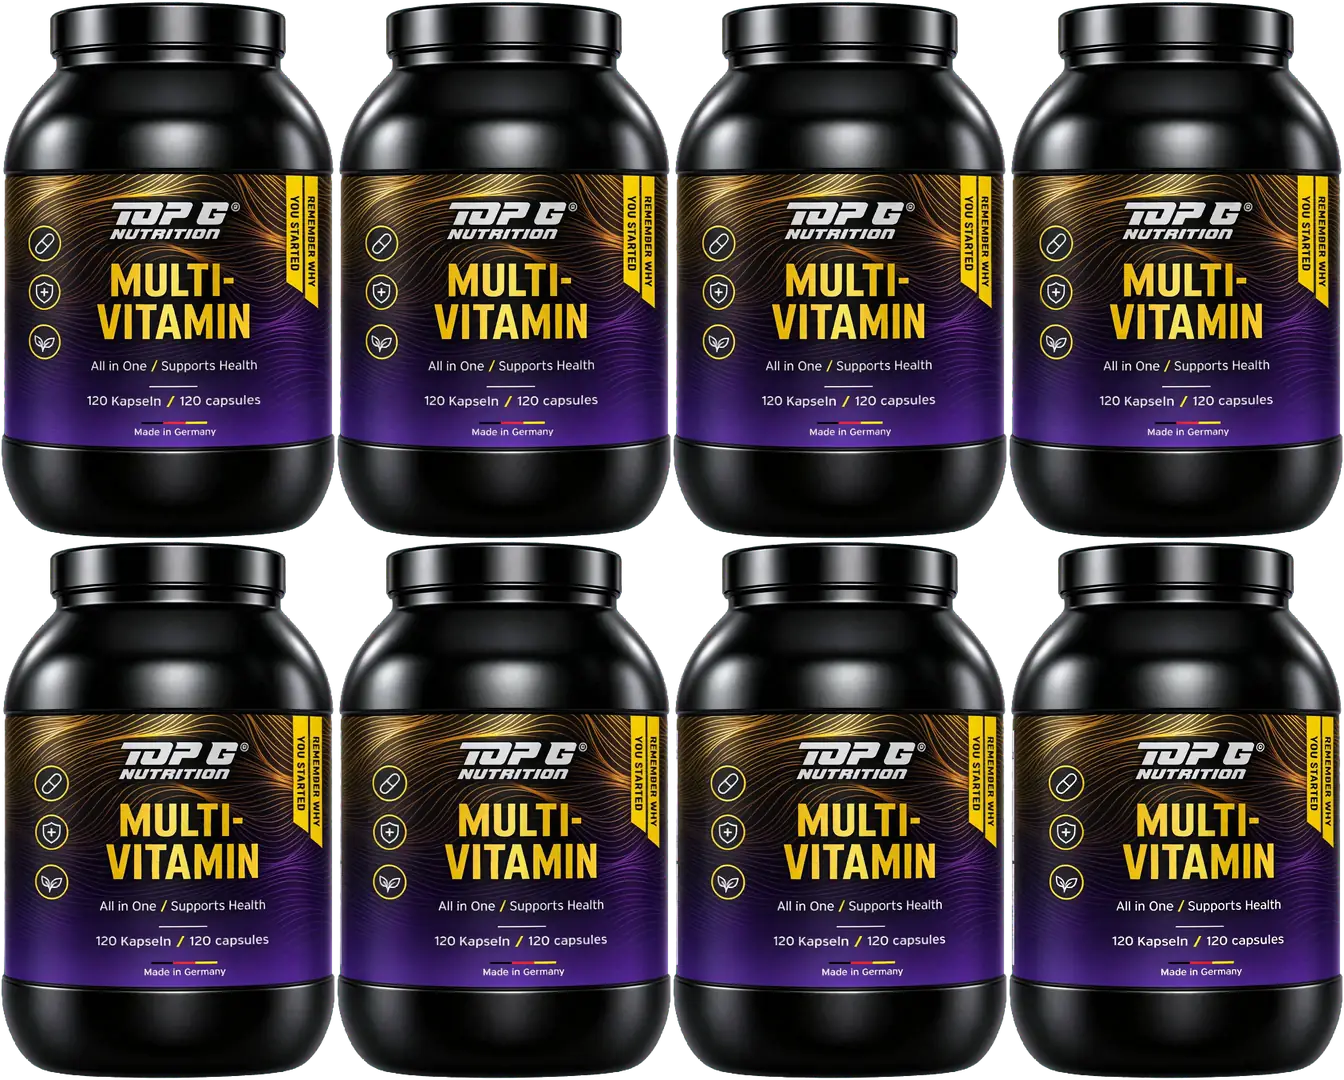 TOP G®
NUTRITION
MULTI-
VITAMIN
All in One / Supports Health
120 Kapseln / 120 capsules
Made in Germany
REMEMBER WHY
YOU STARTED
TOP G®
NUTRITION
MULTI-
VITAMIN
All in One / Supports Health
120 Kapseln / 120 capsules
Made in Germany
REMEMBER WHY
YOU STARTED
TOP G®
NUTRITION
MULTI-
VITAMIN
All in One / Supports Health
120 Kapseln / 120 capsules
Made in Germany
REMEMBER WHY
YOU STARTED
TOP G®
NUTRITION
MULTI-
VITAMIN
All in One / Supports Health
120 Kapseln / 120 capsules
Made in Germany
REMEMBER WHY
YOU STARTED
TOP G®
NUTRITION
MULTI-
VITAMIN
All in One / Supports Health
120 Kapseln / 120 capsules
Made in Germany
REMEMBER WHY
YOU STARTED
TOP G®
NUTRITION
MULTI-
VITAMIN
All in One / Supports Health
120 Kapseln / 120 capsules
Made in Germany
REMEMBER WHY
YOU STARTED
TOP G®
NUTRITION
MULTI-
VITAMIN
All in One / Supports Health
120 Kapseln / 120 capsules
Made in Germany
REMEMBER WHY
YOU STARTED
TOP G®
NUTRITION
MULTI-
VITAMIN
All in One / Supports Health
120 Kapseln / 120 capsules
Made in Germany
REMEMBER WHY
YOU STARTED